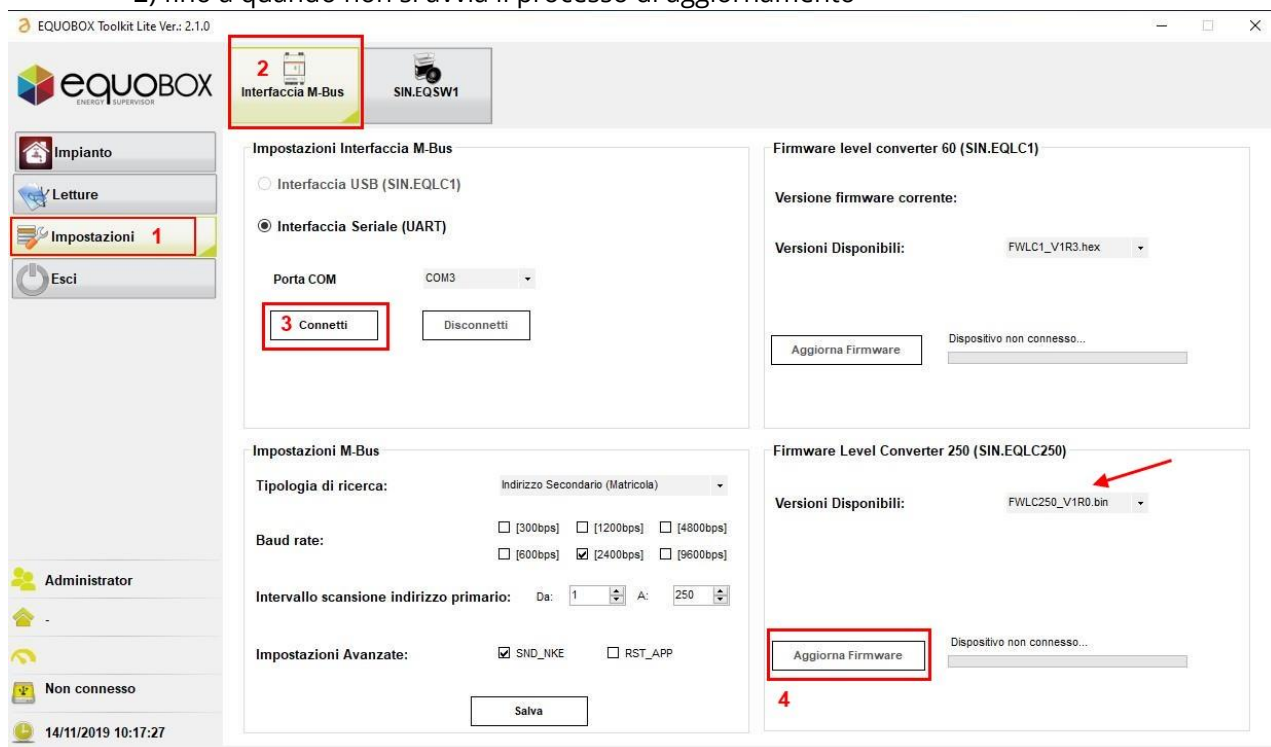 2) fino a quando non si avvia il processo di aggiornamento
EQUOBOX Toolkit Lite Ver.: 2.1.0
equoBOX
ENERGY SUPERVISOR
2
Interfaccia M-Bus
SIN.EQSW1
Impianto
Letture
Impostazioni 1
Esci
Impostazioni Interfaccia M-Bus
Interfaccia USB (SIN.EQLC1)
Interfaccia Seriale (UART)
Porta COM COM3
3 Connetti Disconnetti
Firmware level converter 60 (SIN.EQLC1)
Versione firmware corrente:
Versioni Disponibili: FWLC1_V1R3.hex
Aggiorna Firmware Dispositivo non connesso...
Impostazioni M-Bus
Tipologia di ricerca: Indirizzo Secondario (Matricola)
Baud rate:
[300bps] [1200bps] [4800bps]
[600bps] [2400bps] [9600bps]
Intervallo scansione indirizzo primario: Da: 1 A: 250
Impostazioni Avanzate: SND_NKE RST_APP
Salva
Firmware Level Converter 250 (SIN.EQLC250)
Versioni Disponibili: FWLC250_V1R0.bin
Aggiorna Firmware Dispositivo non connesso...
4
Administrator
-
Non connesso
14/11/2019 10:17:27